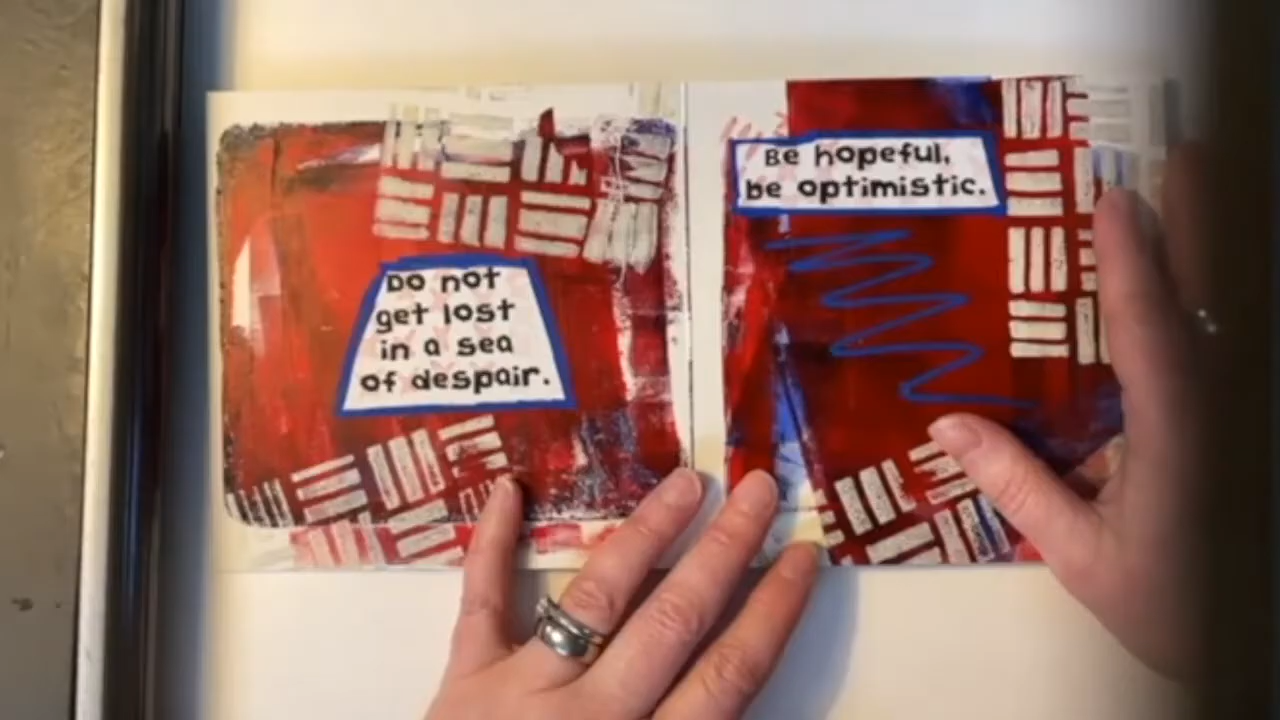 Do not
get lost
in a sea
of despair.
Be hopeful,
be optimistic.